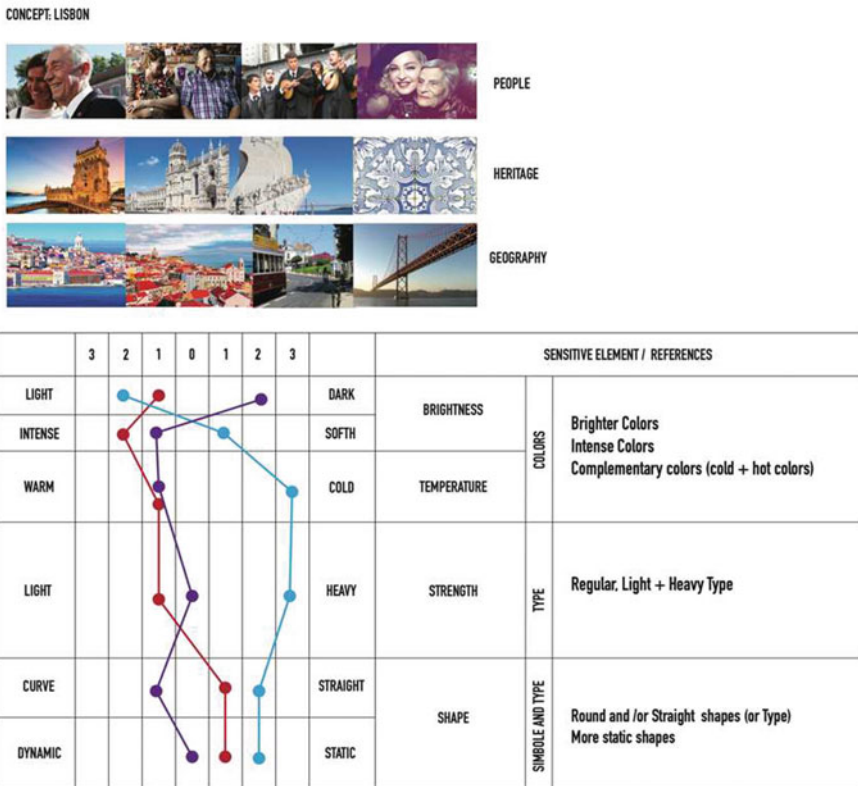 CONCEPT: LISBON
PEOPLE
HERITAGE
GEOGRAPHY
3 2 1 0 1 2 3 SENSITIVE ELEMENT / REFERENCES
LIGHT DARK
BRIGHTNESS
INTENSE SOFTH
COLORS
Brighter Colors
Intense Colors
Complementary colors (cold + hot colors)
WARM COLD TEMPERATURE
LIGHT HEAVY STRENGTH
TYPE
Regular, Light + Heavy Type
CURVE STRAIGHT
SHAPE
DYNAMIC STATIC
SIMBOLE AND TYPE
Round and /or Straight shapes (or Type)
More static shapes